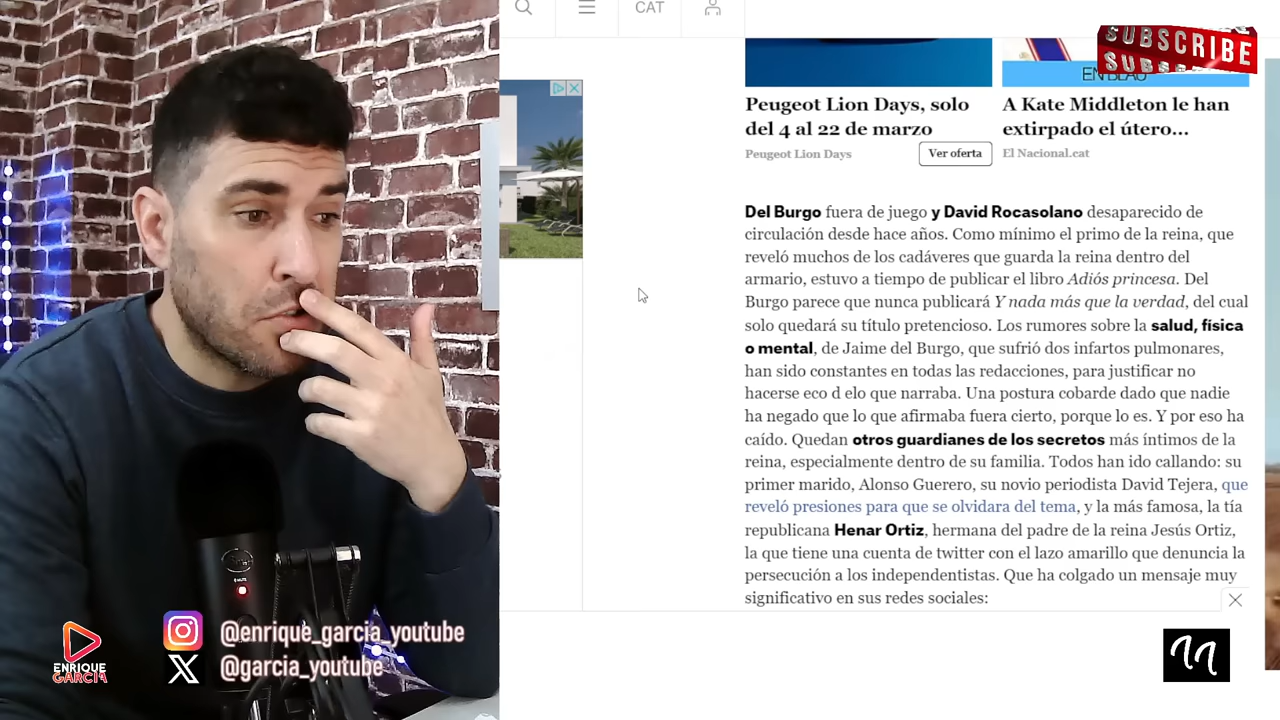 CAT
SUBSCRIBE
EN BLAU
Peugeot Lion Days, solo
del 4 al 22 de marzo
Peugeot Lion Days
Ver oferta
A Kate Middleton le han
extirpado el útero...
El Nacional.cat
Del Burgo fuera de juego y David Rocasolano desaparecido de
circulación desde hace años. Como mínimo el primo de la reina, que
reveló muchos de los cadáveres que guarda la reina dentro del
armario, estuvo a tiempo de publicar el libro Adiós princesa. Del
Burgo parece que nunca publicará Y nada más que la verdad, del cual
solo quedará su título pretencioso. Los rumores sobre la salud, física
o mental, de Jaime del Burgo, que sufrió dos infartos pulmonares,
han sido constantes en todas las redacciones, para justificar no
hacerse eco d elo que narraba. Una postura cobarde dado que nadie
ha negado que lo que afirmaba fuera cierto, porque lo es. Y por eso ha
caído. Quedan otros guardianes de los secretos más íntimos de la
reina, especialmente dentro de su familia. Todos han ido callando: su
primer marido, Alonso Guerero, su novio periodista David Tejera, que
reveló presiones para que se olvidara del tema, y la más famosa, la tía
republicana Henar Ortiz, hermana del padre de la reina Jesús Ortiz,
la que tiene una cuenta de twitter con el lazo amarillo que denuncia la
persecución a los independentistas. Que ha colgado un mensaje muy
significativo en sus redes sociales:
@enrique_garcia_youtube
@garcia_youtube
ENRIQUE
GARCIA